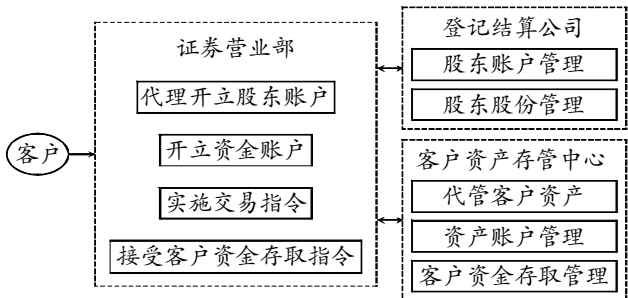 客户
证券营业部
代理开立股东账户
开立资金账户
实施交易指令
接受客户资金存取指令
登记结算公司
股东账户管理
股东股份管理
客户资产存管中心
代管客户资产
资产账户管理
客户资金存取管理